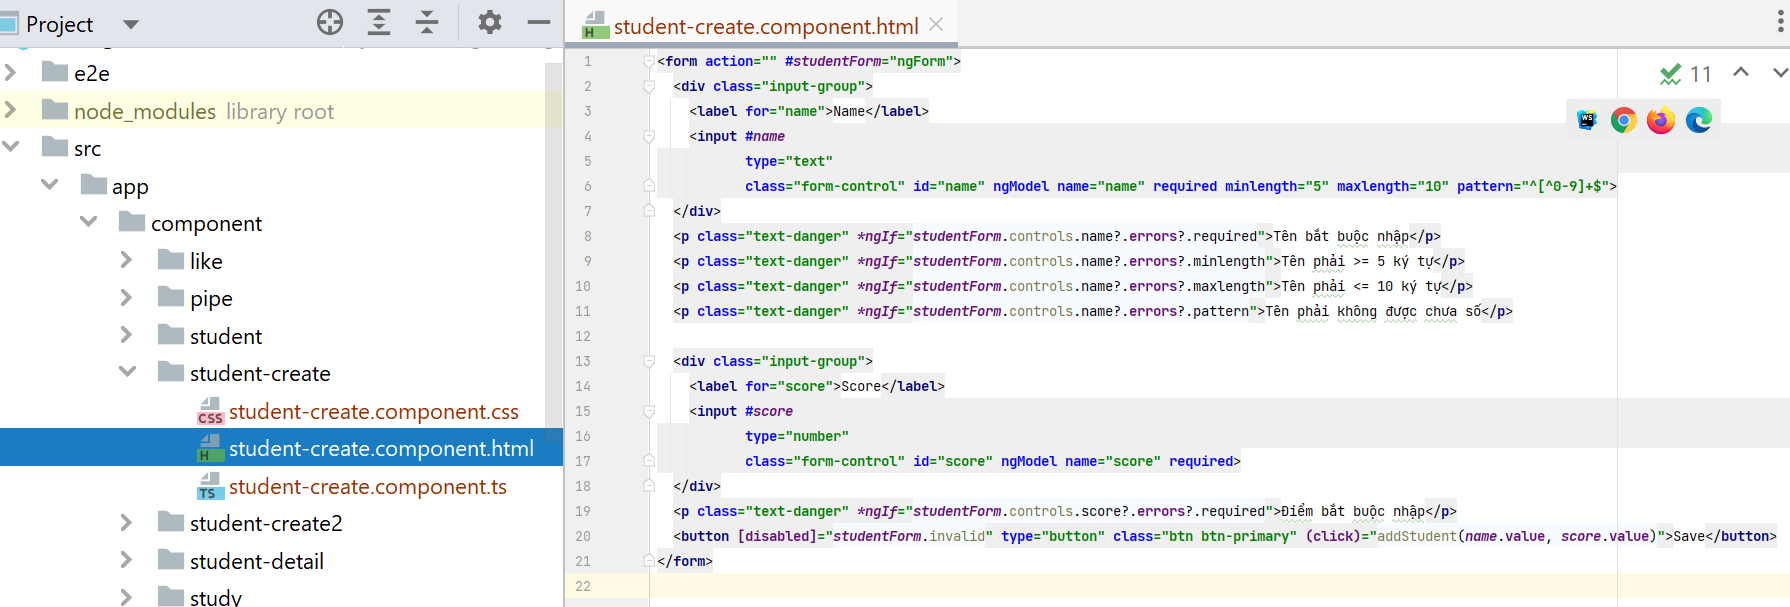 Project
e2e
node_modules library root
src
app
component
like
pipe
student
student-create
student-create.component.css
student-create.component.html
student-create.component.ts
student-create2
student-detail
study
student-create.component.html
11
1 <form action="" #studentForm="ngForm">
2 <div class="input-group">
3 <label for="name">Name</label>
4 <input #name
5 type="text"
6 class="form-control" id="name" ngModel name="name" required minlength="5" maxlength="10" pattern="^[^0-9]+$">
7 </div>
8 <p class="text-danger" *ngIf="studentForm.controls.name?.errors?.required">Tên bắt buộc nhập</p>
9 <p class="text-danger" *ngIf="studentForm.controls.name?.errors?.minlength">Tên phải >= 5 ký tự</p>
10 <p class="text-danger" *ngIf="studentForm.controls.name?.errors?.maxlength">Tên phải <= 10 ký tự</p>
11 <p class="text-danger" *ngIf="studentForm.controls.name?.errors?.pattern">Tên phải không được chưa số</p>
12
13 <div class="input-group">
14 <label for="score">Score</label>
15 <input #score
16 type="number"
17 class="form-control" id="score" ngModel name="score" required>
18 </div>
19 <p class="text-danger" *ngIf="studentForm.controls.score?.errors?.required">Điểm bắt buộc nhập</p>
20 <button [disabled]="studentForm.invalid" type="button" class="btn btn-primary" (click)="addStudent(name.value, score.value)">Save</button>
21 </form>
22